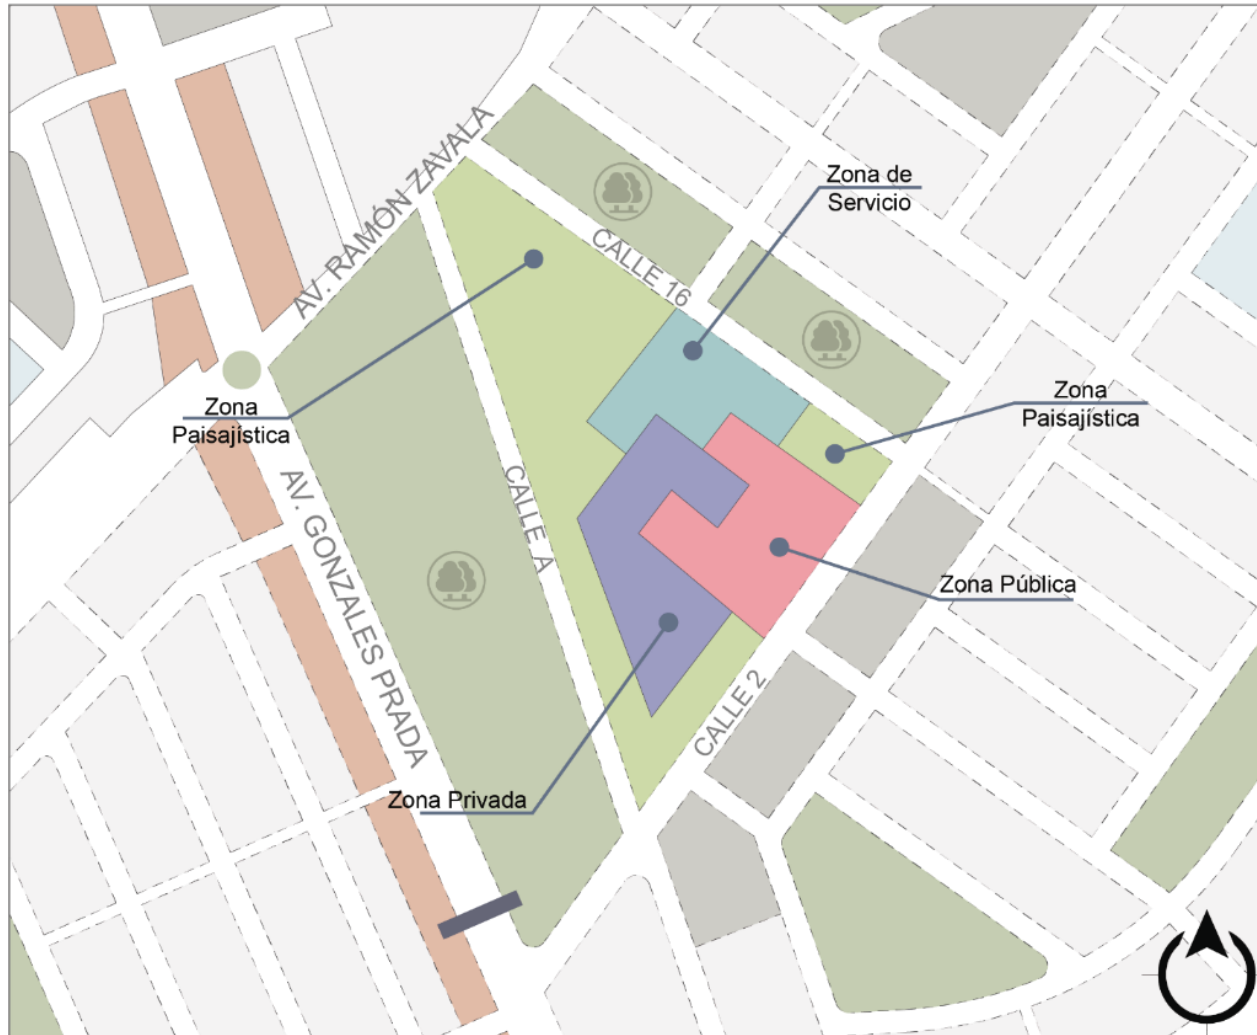 AV. RAMÓN ZAVALA
Zona de
Servicio
CALLE 16
Zona
Paisajística
Zona
Paisajística
CALLE A
AV. GONZALES PRADA
Zona Pública
CALLE 2
Zona Privada